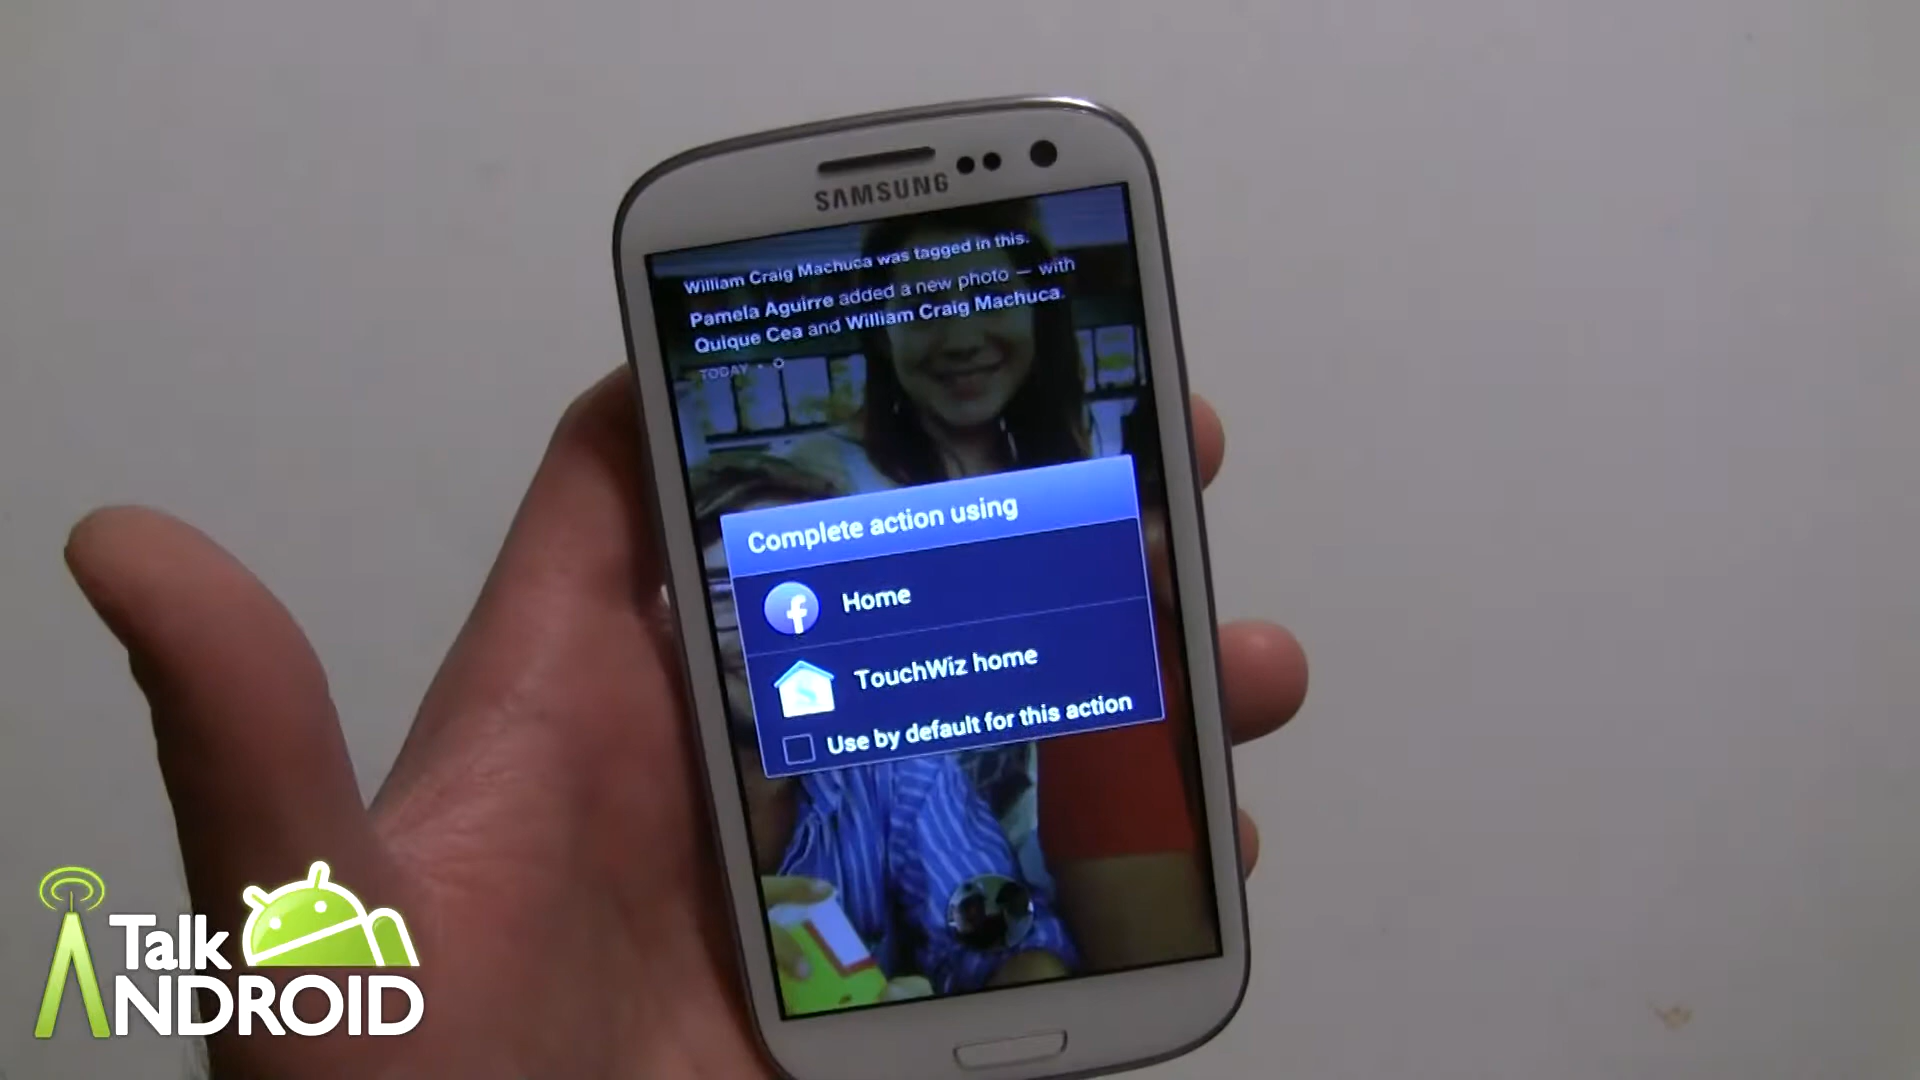 SAMSUNG
William Craig Machuca was tagged in this.
Pamela Aguirre added a new photo — with
Quique Cea and William Craig Machuca.
TODAY •
Complete action using
f Home
TouchWiz home
Use by default for this action
Talk
ANDROID